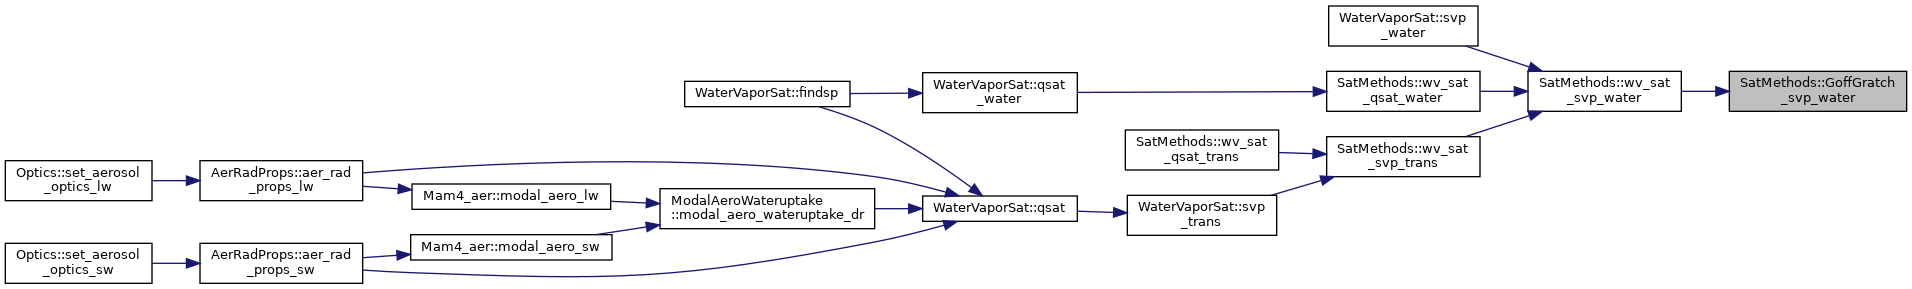 WaterVaporSat::svp
_water
SatMethods::wv_sat
_qsat_water
SatMethods::wv_sat
_svp_water
SatMethods::GoffGratch
_svp_water
WaterVaporSat::findsp
WaterVaporSat::qsat
_water
SatMethods::wv_sat
_qsat_trans
SatMethods::wv_sat
_svp_trans
Optics::set_aerosol
_optics_lw
AerRadProps::aer_rad
_props_lw
Mam4_aer::modal_aero_lw
ModalAeroWateruptake
::modal_aero_wateruptake_dr
WaterVaporSat::qsat
WaterVaporSat::svp
_trans
Optics::set_aerosol
_optics_sw
AerRadProps::aer_rad
_props_sw
Mam4_aer::modal_aero_sw